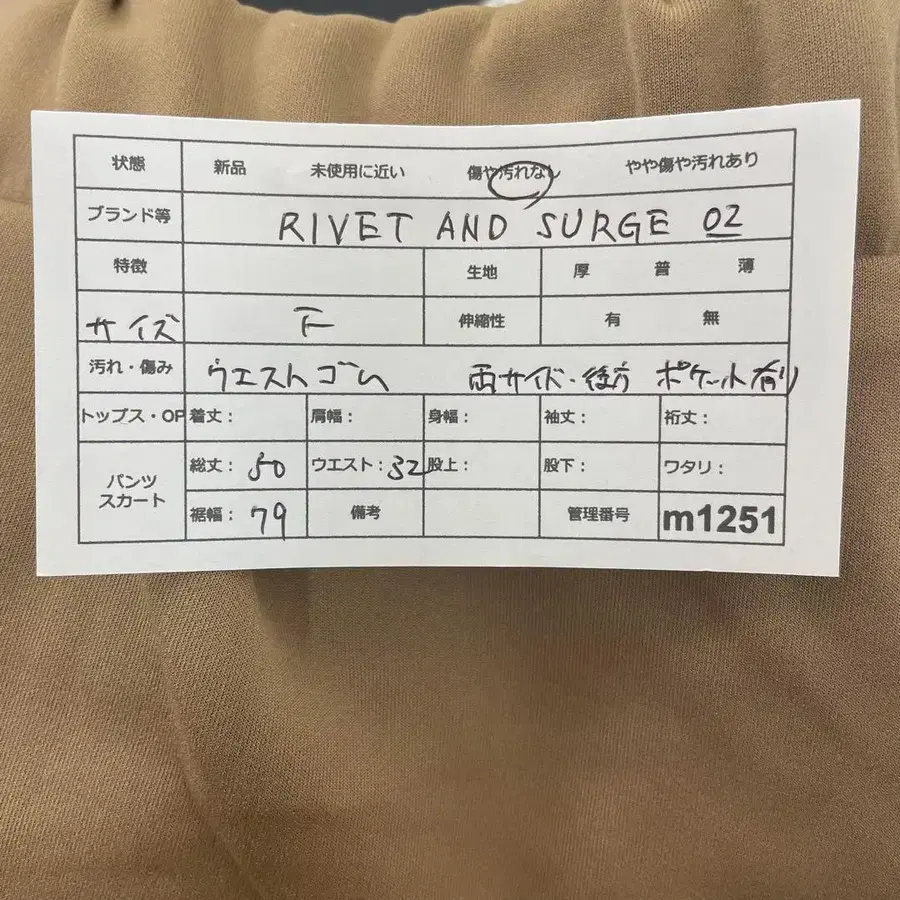 状態 新品 未使用に近い 傷や汚れなし やや傷や汚れあり
ブランド等 RIVET AND SURGE 02
特徴 生地 厚 普 薄
サイズ F 伸縮性 有 無
汚れ・傷み ウエストゴム 両サイド・後方 ポケット有り
トップス・OP 着丈: 肩幅: 身幅: 袖丈: 裄丈:
パンツ スカート 総丈: 50 ウエスト: 32 股上: 股下: ワタリ:
裾幅: 79 備考 管理番号 m1251